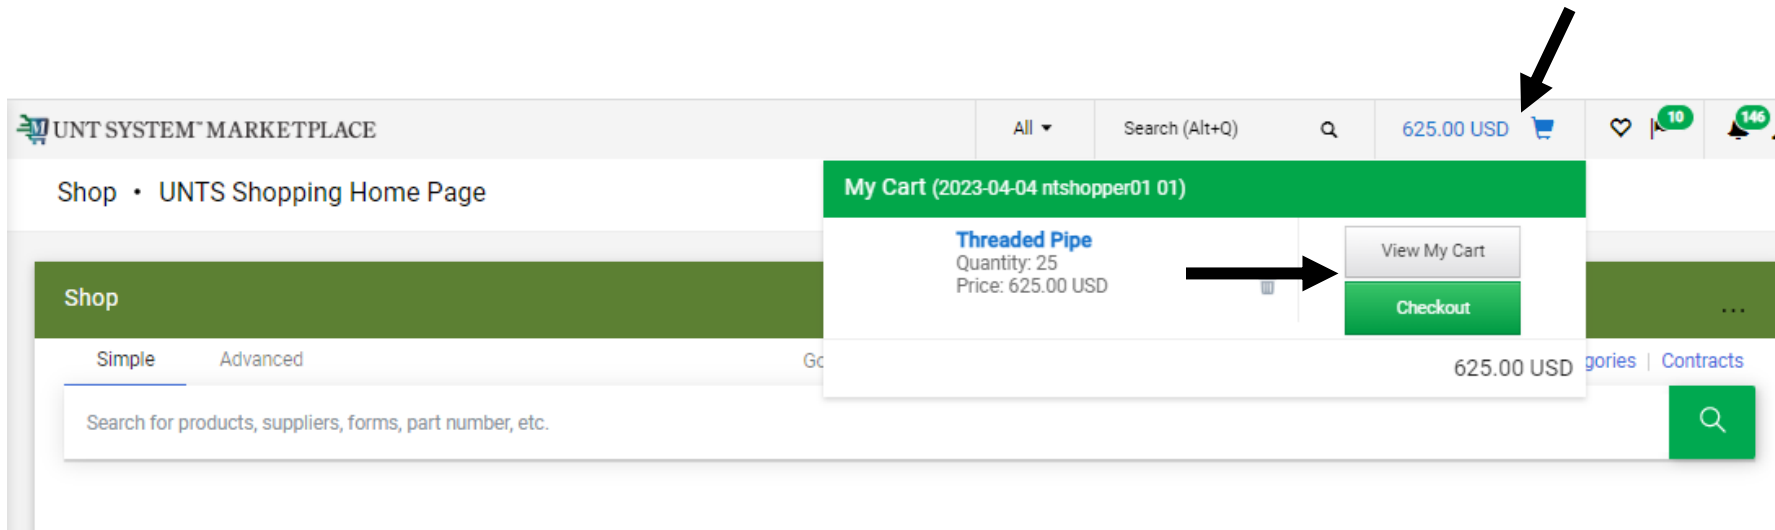 UNT SYSTEM™ MARKETPLACE
All
Search (Alt+Q)
625.00 USD
10
146
Shop • UNTS Shopping Home Page
My Cart (2023-04-04 ntshopper01 01)
Threaded Pipe
Quantity: 25
Price: 625.00 USD
View My Cart
Checkout
625.00 USD
Shop
...
Simple
Advanced
Contracts
Search for products, suppliers, forms, part number, etc.